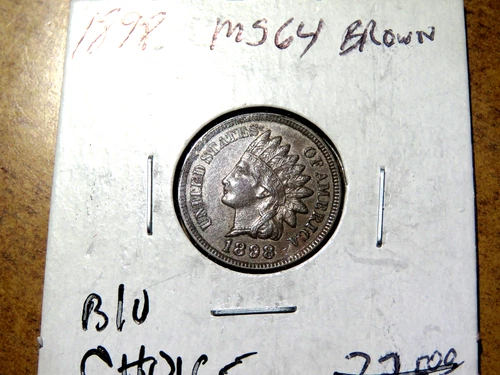 1898 MS64 BROWN
UNITED STATES OF AMERICA
1898
B/U
CHOICE